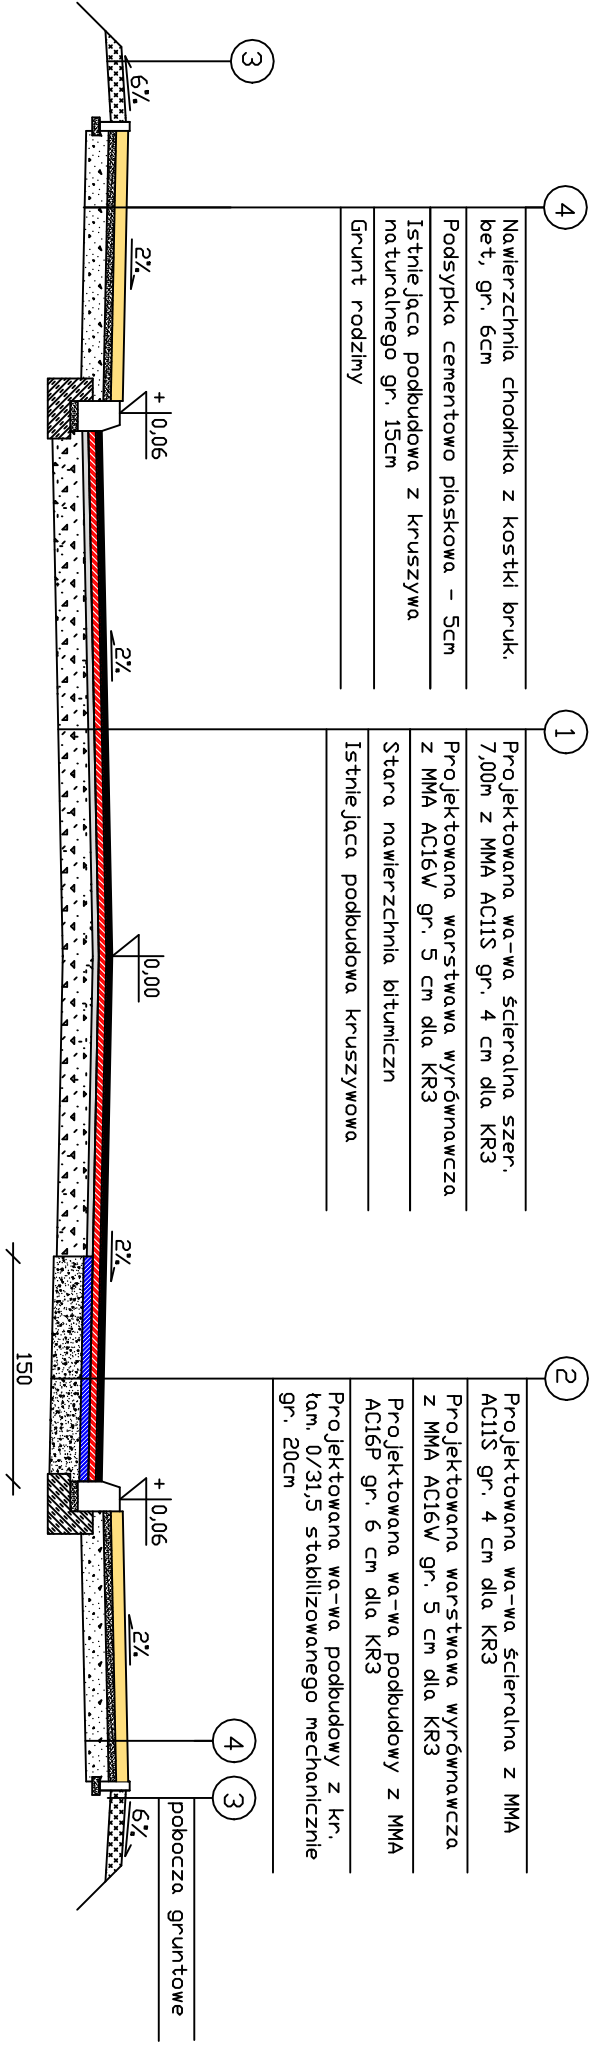 3
6%
4
Nawierzchnia chodnika z kostki bruk.
bet, gr. 6cm
Podsypka cementowo piaskowa - 5cm
Istniejąca podbudowa z kruszywa
naturalnego gr. 15cm
Grunt rodzimy
2%
+
0,06
1
Projektowana wa-wa ścieralna szer.
7,00m z MMA AC11S gr. 4 cm dla KR3
Projektowana warstwawa wyrównawcza
z MMA AC16W gr. 5 cm dla KR3
Stara nawierzchnia bitumiczn
Istniejąca podbudowa kruszywowa
2%
0,00
2%
150
2
Projektowana wa-wa ścieralna z MMA
AC11S gr. 4 cm dla KR3
Projektowana warstwawa wyrównawcza
z MMA AC16W gr. 5 cm dla KR3
Projektowana wa-wa podbudowy z MMA
AC16P gr. 6 cm dla KR3
Projektowana wa-wa podbudowy z kr.
łam. 0/31,5 stabilizowanego mechanicznie
gr. 20cm
+
0,06
2%
4
3
pobocza gruntowe
6%